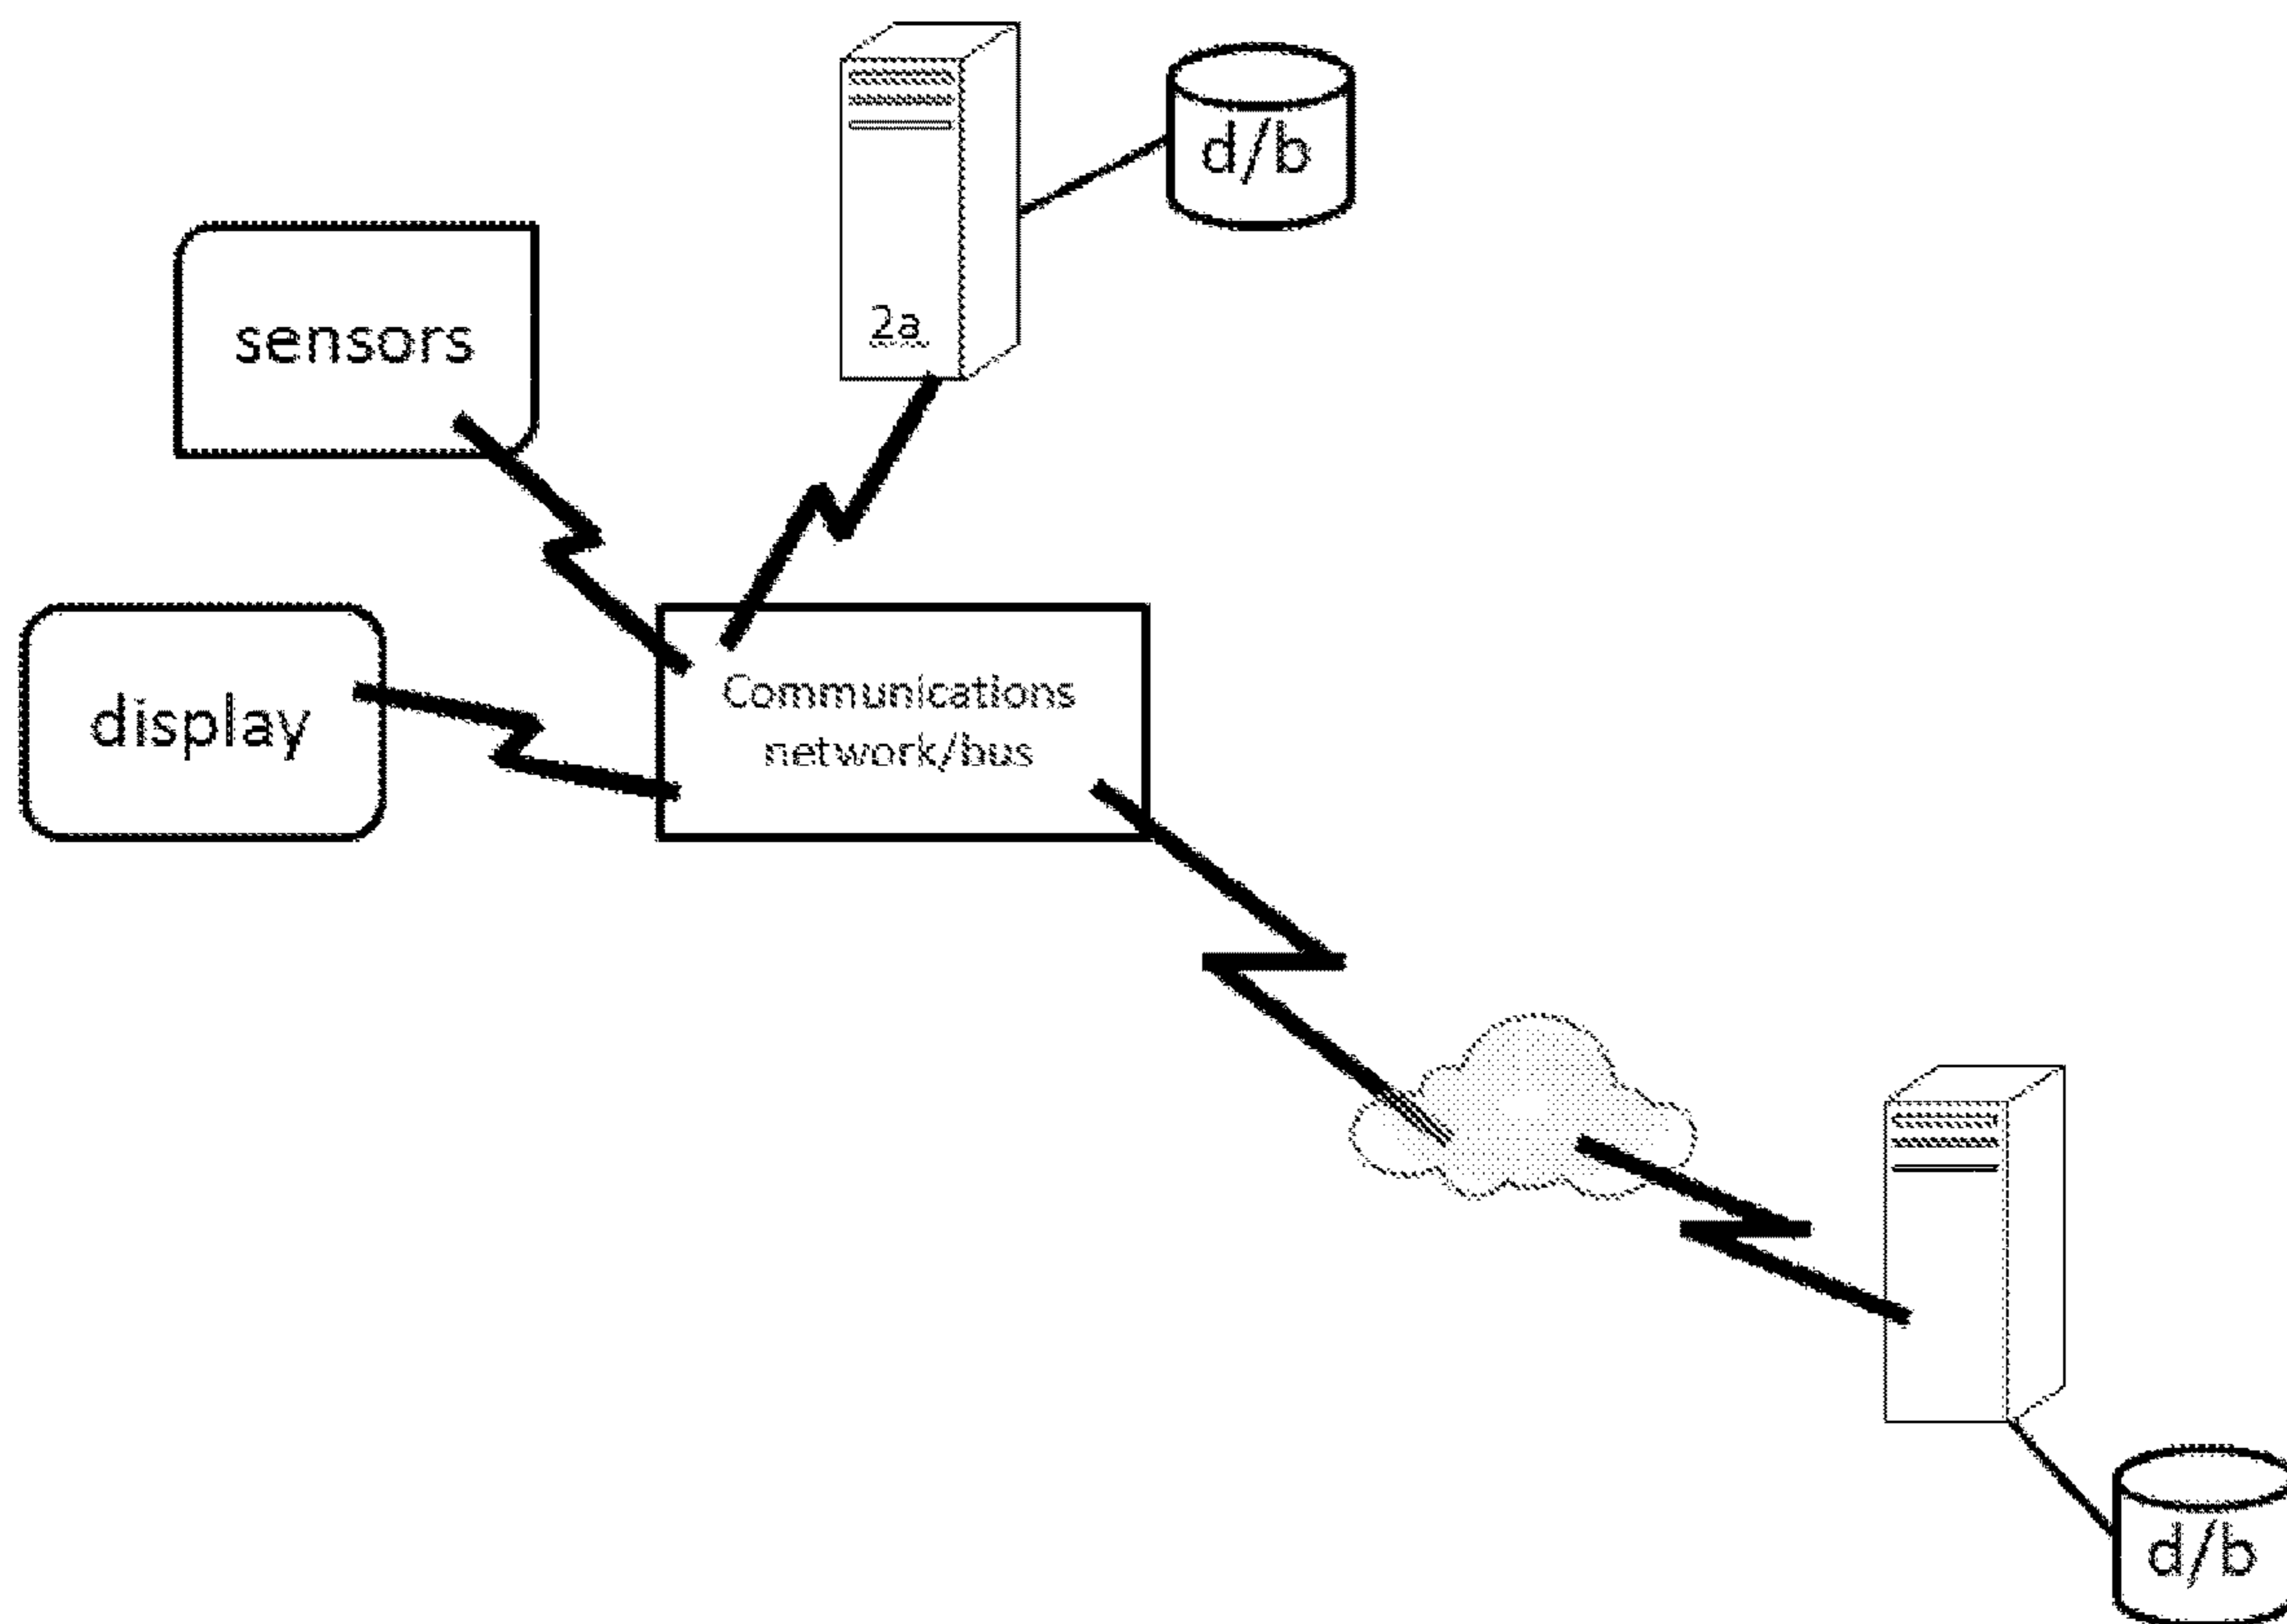 d/b
sensors
2a
display
Communications
network/bus
d/b